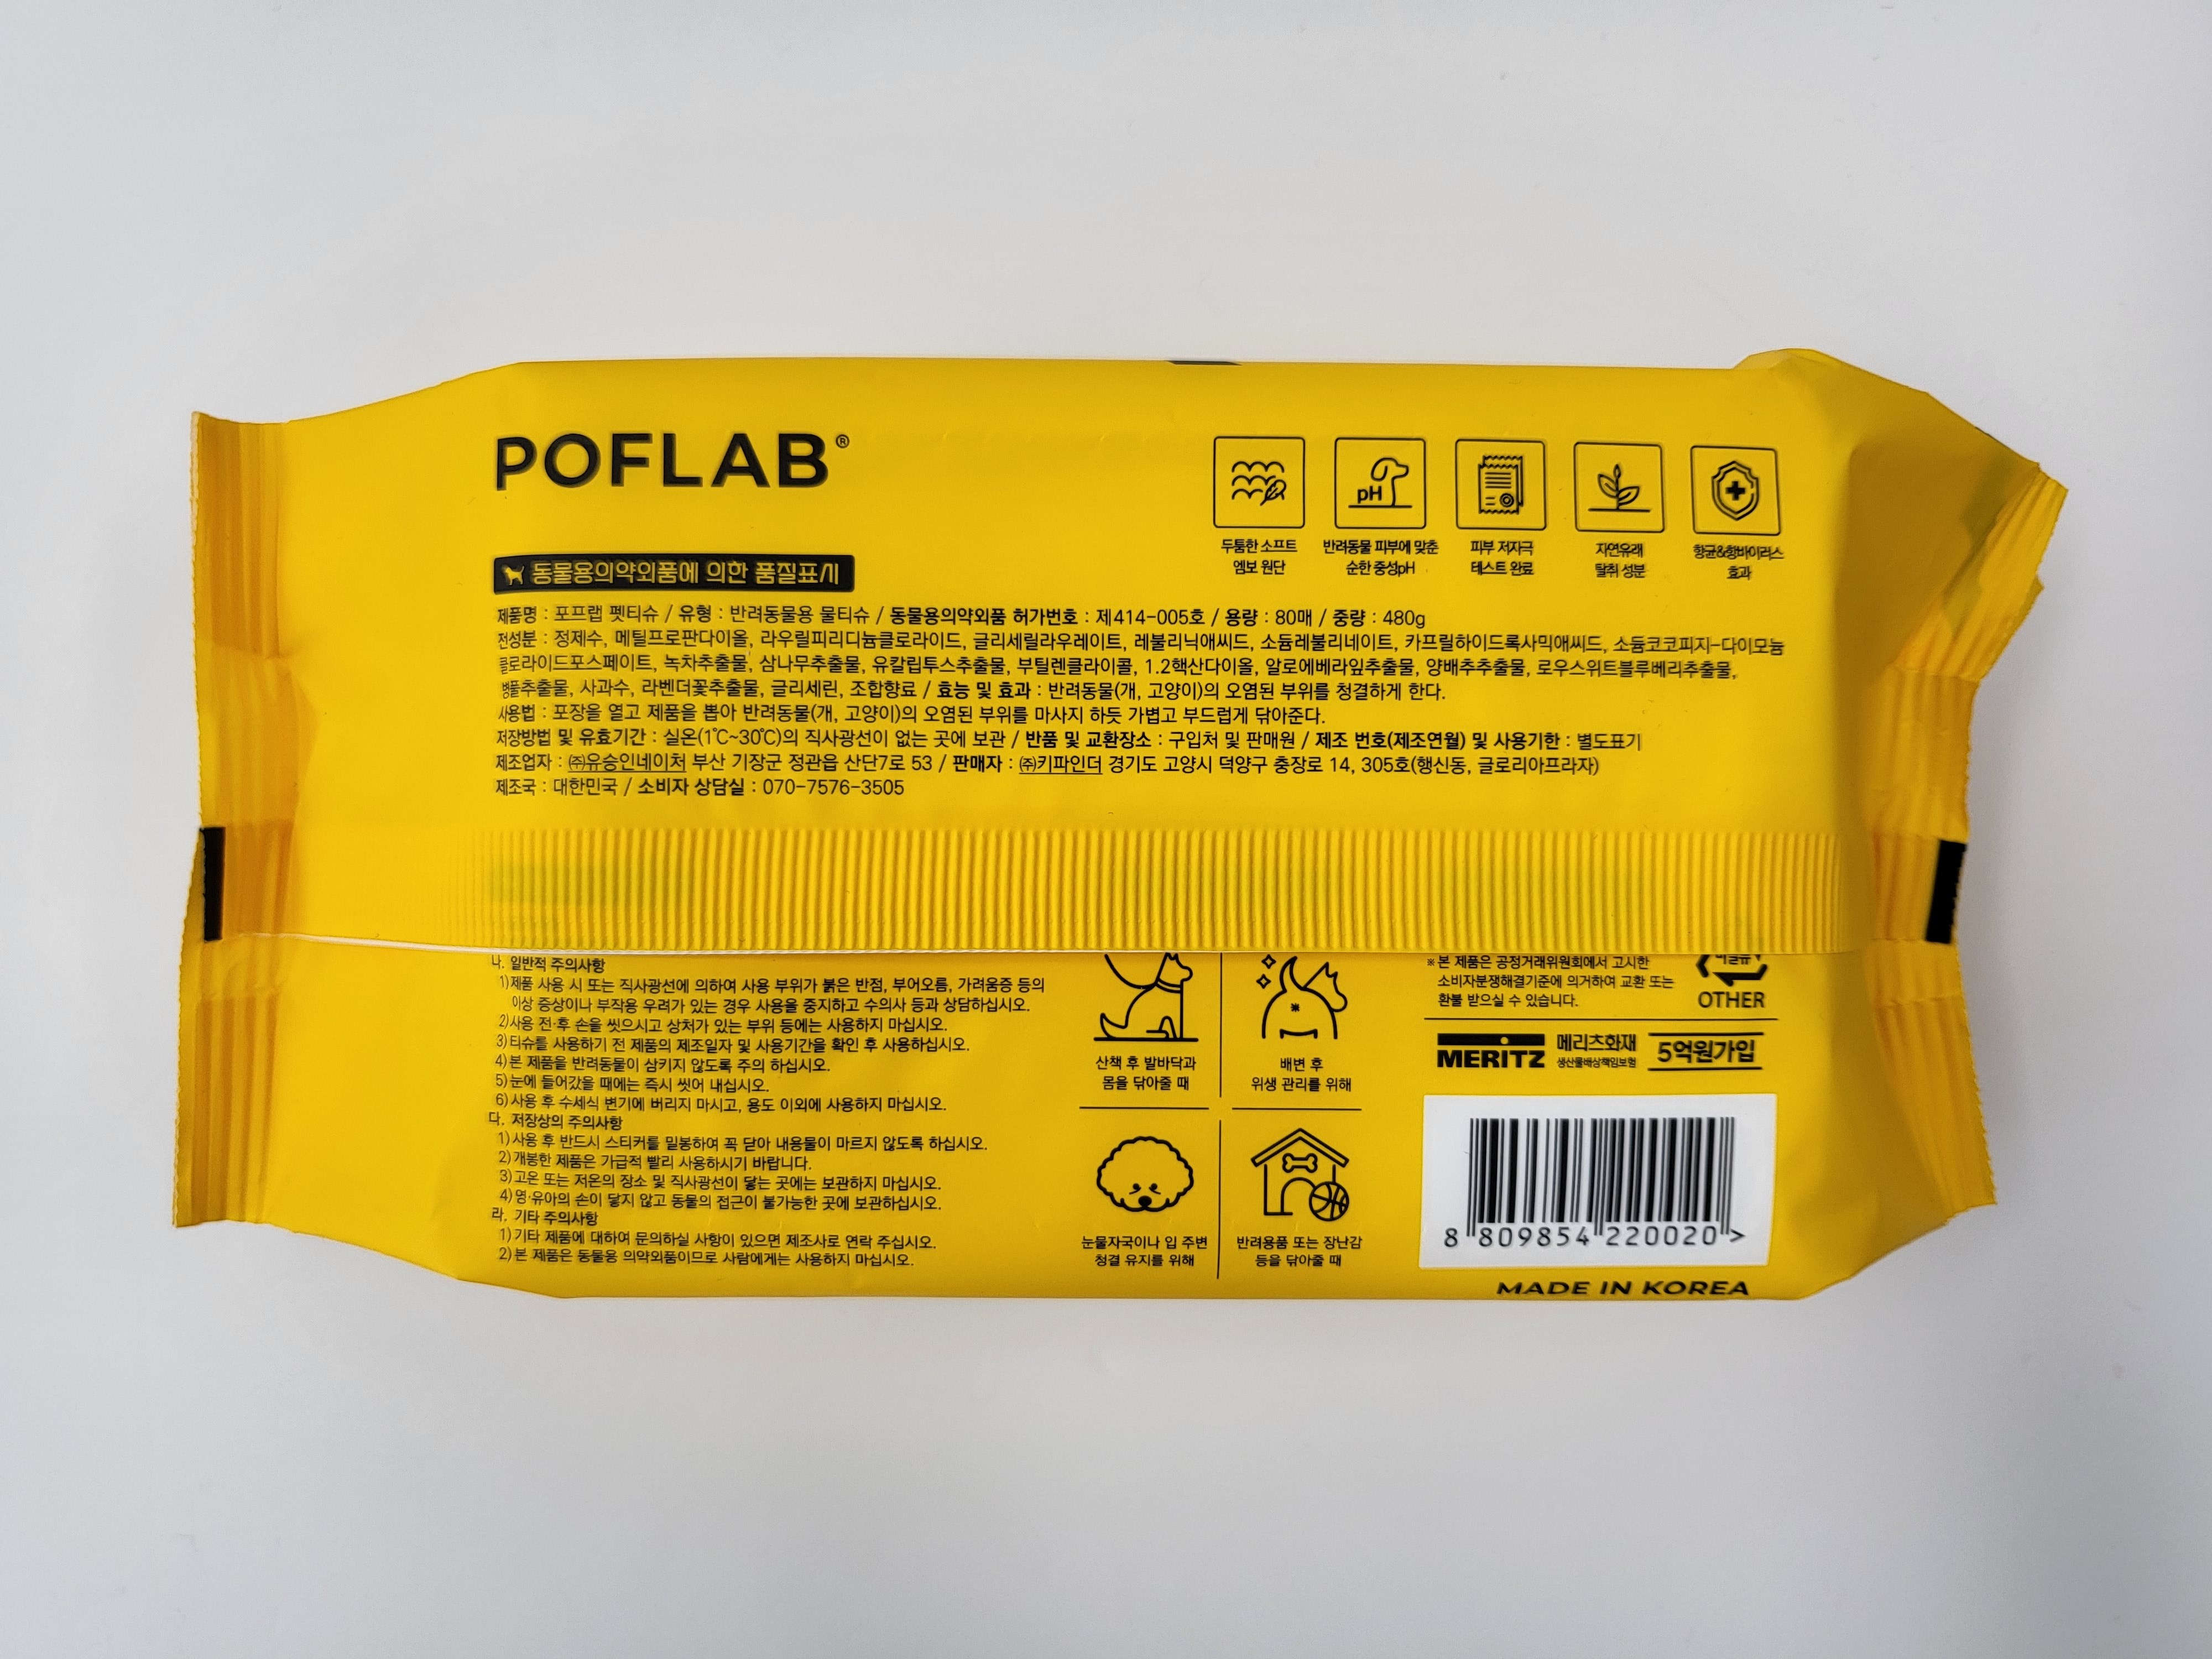 POFLAB®
두툼한 소프트
엠보 원단
pH
반려동물 피부에 맞춘
순한 중성pH
피부 저자극
테스트 완료
자연유래
탈취 성분
항균&항바이러스
효과
동물용의약외품에 의한 품질표시
제품명 : 포프랩 펫티슈 / 유형 : 반려동물용 물티슈 / 동물용의약외품 허가번호 : 제414-005호 / 용량 : 80매 / 중량 : 480g
전성분 : 정제수, 메틸프로판다이올, 라우릴피리디늄클로라이드, 글리세릴라우레이트, 레불리닉애씨드, 소듐레불리네이트, 카프릴하이드록사믹애씨드, 소듐코코피지-다이모늄
클로라이드포스페이트, 녹차추출물, 삼나무추출물, 유칼립투스추출물, 부틸렌클라이콜, 1.2핵산다이올, 알로에베라잎추출물, 양배추추출물, 로우스위트블루베리추출물,
병풀추출물, 사과수, 라벤더꽃추출물, 글리세린, 조합향료 / 효능 및 효과 : 반려동물(개, 고양이)의 오염된 부위를 청결하게 한다.
사용법 : 포장을 열고 제품을 뽑아 반려동물(개, 고양이)의 오염된 부위를 마사지 하듯 가볍고 부드럽게 닦아준다.
저장방법 및 유효기간 : 실온(1℃~30℃)의 직사광선이 없는 곳에 보관 / 반품 및 교환장소 : 구입처 및 판매원 / 제조 번호(제조연월) 및 사용기한 : 별도표기
제조업자 : ㈜유승인네이처 부산 기장군 정관읍 산단7로 53 / 판매자 : ㈜키파인더 경기도 고양시 덕양구 충장로 14, 305호(행신동, 글로리아프라자)
제조국 : 대한민국 / 소비자 상담실 : 070-7576-3505
나. 일반적 주의사항
1)제품 사용 시 또는 직사광선에 의하여 사용 부위가 붉은 반점, 부어오름, 가려움증 등의
이상 증상이나 부작용 우려가 있는 경우 사용을 중지하고 수의사 등과 상담하십시오.
2)사용 전·후 손을 씻으시고 상처가 있는 부위 등에는 사용하지 마십시오.
3)티슈를 사용하기 전 제품의 제조일자 및 사용기간을 확인 후 사용하십시오.
4)본 제품을 반려동물이 삼키지 않도록 주의 하십시오.
5)눈에 들어갔을 때에는 즉시 씻어 내십시오.
6)사용 후 수세식 변기에 버리지 마시고, 용도 이외에 사용하지 마십시오.
다. 저장상의 주의사항
1)사용 후 반드시 스티커를 밀봉하여 꼭 닫아 내용물이 마르지 않도록 하십시오.
2)개봉한 제품은 가급적 빨리 사용하시기 바랍니다.
3)고온 또는 저온의 장소 및 직사광선이 닿는 곳에는 보관하지 마십시오.
4)영·유아의 손이 닿지 않고 동물의 접근이 불가능한 곳에 보관하십시오.
라. 기타 주의사항
1)기타 제품에 대하여 문의하실 사항이 있으면 제조사로 연락 주십시오.
2)본 제품은 동물용 의약외품이므로 사람에게는 사용하지 마십시오.
산책 후 발바닥과
몸을 닦아줄 때
배변 후
위생 관리를 위해
눈물자국이나 입 주변
청결 유지를 위해
반려용품 또는 장난감
등을 닦아줄 때
※본 제품은 공정거래위원회에서 고시한
소비자분쟁해결기준에 의거하여 교환 또는
환불 받으실 수 있습니다.
OTHER
MERITZ 메리츠화재
생산물배상책임보험
5억원가입
8 809854 220020 >
MADE IN KOREA